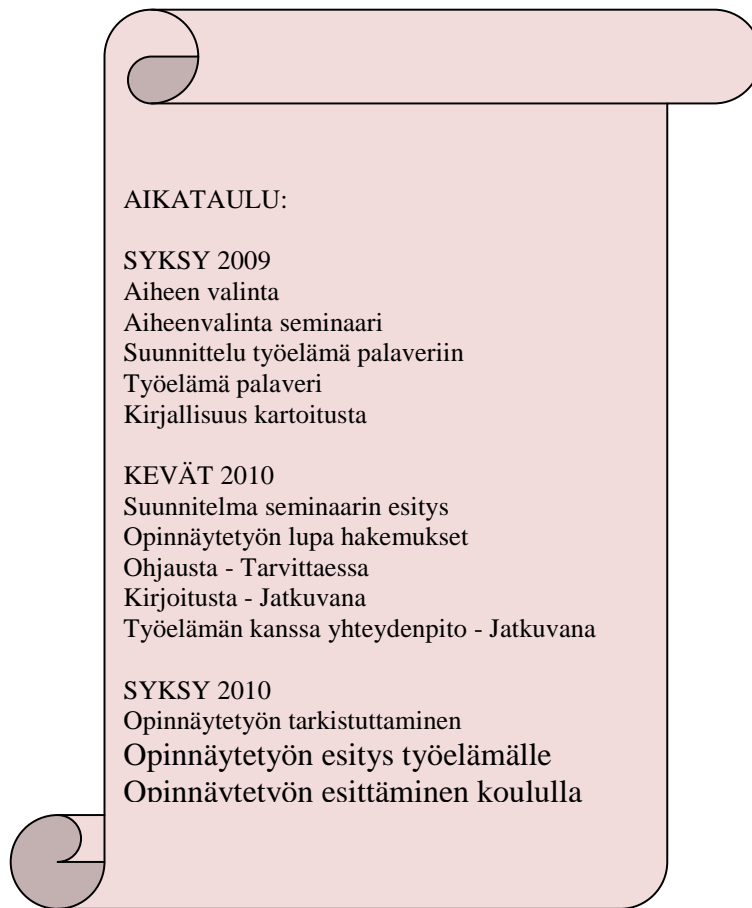 AIKATAULU:
SYKSY 2009
Aiheen valinta
Aiheenvalinta seminaari
Suunnittelu työelämä palaveriin
Työelämä palaveri
Kirjallisuus kartoitusta
KEVÄT 2010
Suunnitelma seminaarin esitys
Opinnäytetyön lupa hakemukset
Ohjausta - Tarvittaessa
Kirjoitusta - Jatkuvana
Työelämän kanssa yhteydenpito - Jatkuvana
SYKSY 2010
Opinnäytetyön tarkistuttaminen
Opinnäytetyön esitys työelämälle
Opinnäytetyön esittäminen koululla